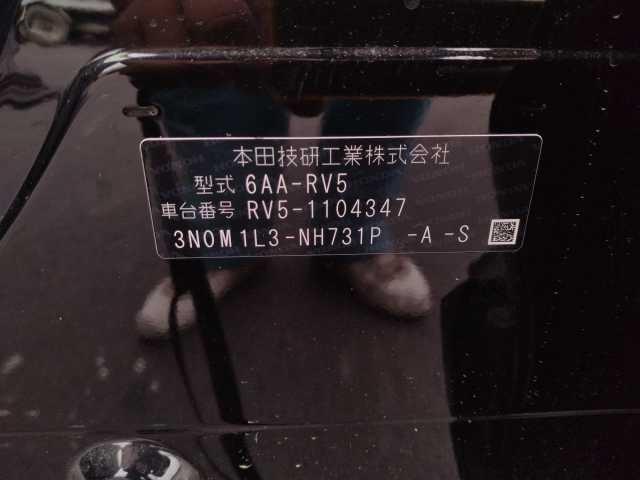 本田技研工業株式会社
型式 6AA-RV5
車台番号 RV5-1104347
3N0M1L3-NH731P -A -S